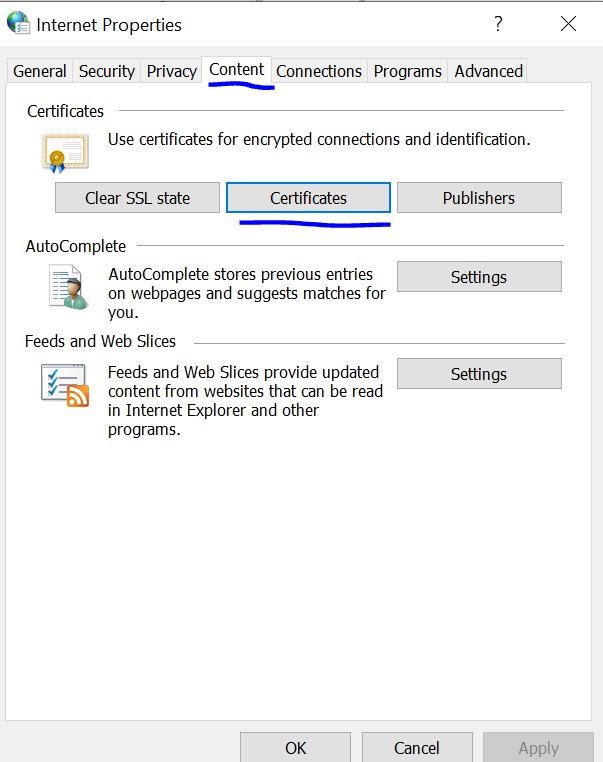 Internet Properties
?
General Security Privacy Content Connections Programs Advanced
Certificates
Use certificates for encrypted connections and identification.
Clear SSL state Certificates Publishers
AutoComplete
AutoComplete stores previous entries
on webpages and suggests matches for
you.
Settings
Feeds and Web Slices
Feeds and Web Slices provide updated
content from websites that can be read
in Internet Explorer and other
programs.
Settings
OK Cancel Apply